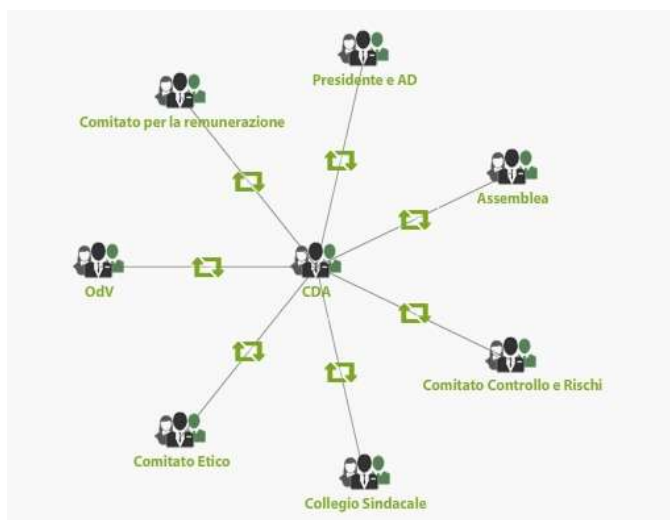 Presidente e AD
Comitato per la remunerazione
Assemblea
OdV
CDA
Comitato Controllo e Rischi
Comitato Etico
Collegio Sindacale